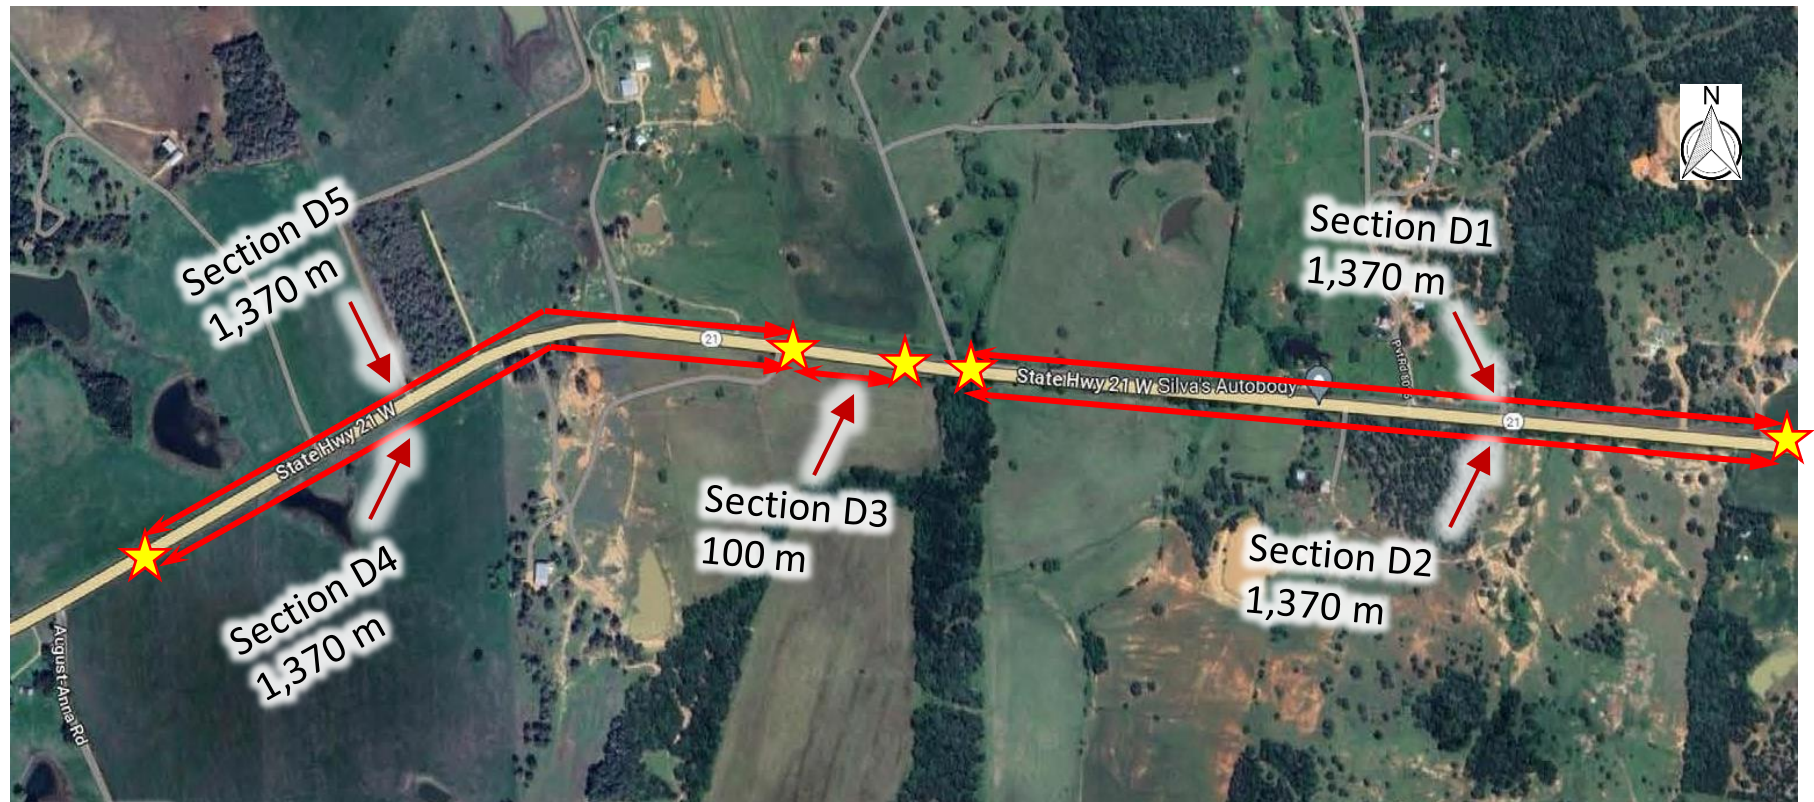 N
Section D5
1,370 m
Section D1
1,370 m
21
State Hwy 21 W
Silva's Autobody
21
State Hwy 21 W
Section D3
100 m
Section D4
1,370 m
Section D2
1,370 m
August-Anna Rd